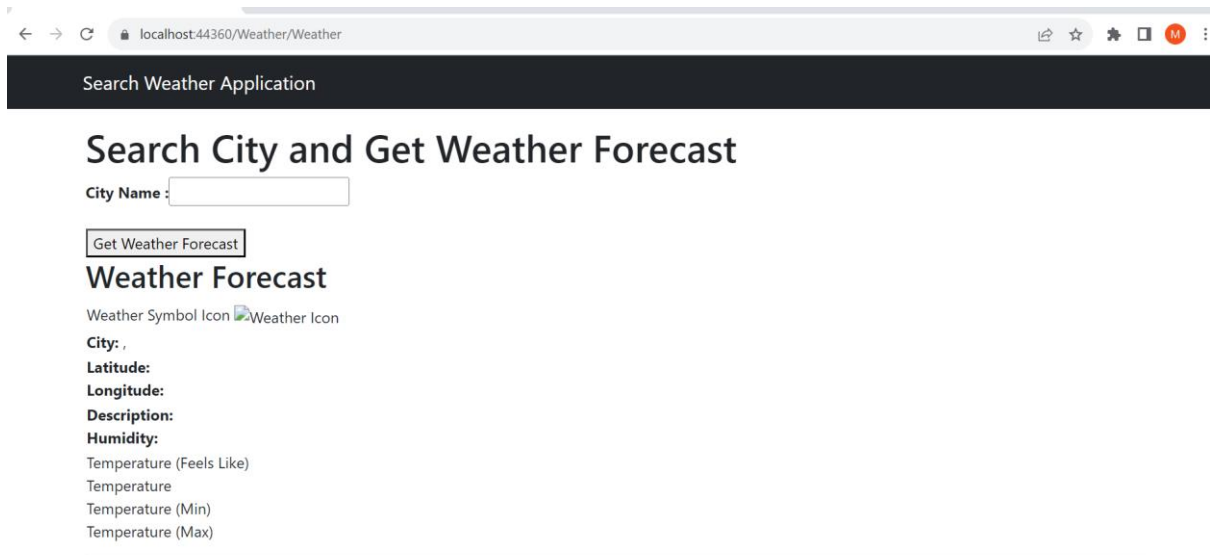 localhost:44360/Weather/Weather
M
Search Weather Application
Search City and Get Weather Forecast
City Name :
Get Weather Forecast
Weather Forecast
Weather Symbol Icon Weather Icon
City: ,
Latitude:
Longitude:
Description:
Humidity:
Temperature (Feels Like)
Temperature
Temperature (Min)
Temperature (Max)